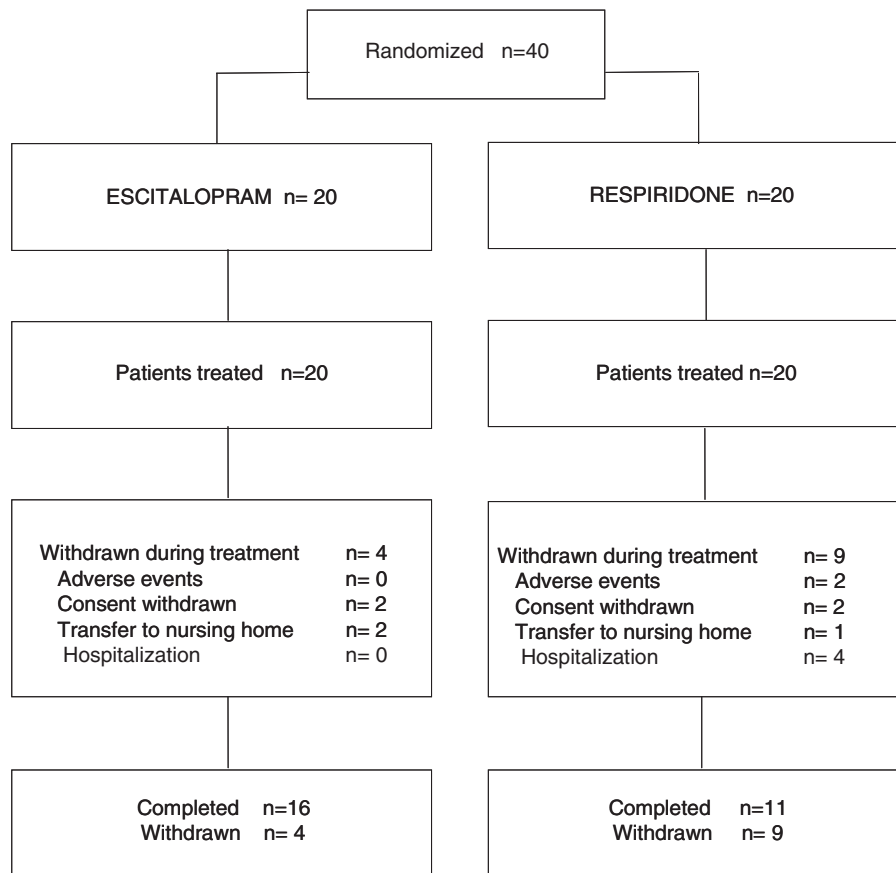 Randomized n=40
ESCITALOPRAM n= 20
RESPIRIDONE n=20
Patients treated n=20
Patients treated n=20
Withdrawn during treatment n= 4
Adverse events n= 0
Consent withdrawn n= 2
Transfer to nursing home n= 2
Hospitalization n= 0
Withdrawn during treatment n= 9
Adverse events n= 2
Consent withdrawn n= 2
Transfer to nursing home n= 1
Hospitalization n= 4
Completed n=16
Withdrawn n= 4
Completed n=11
Withdrawn n= 9